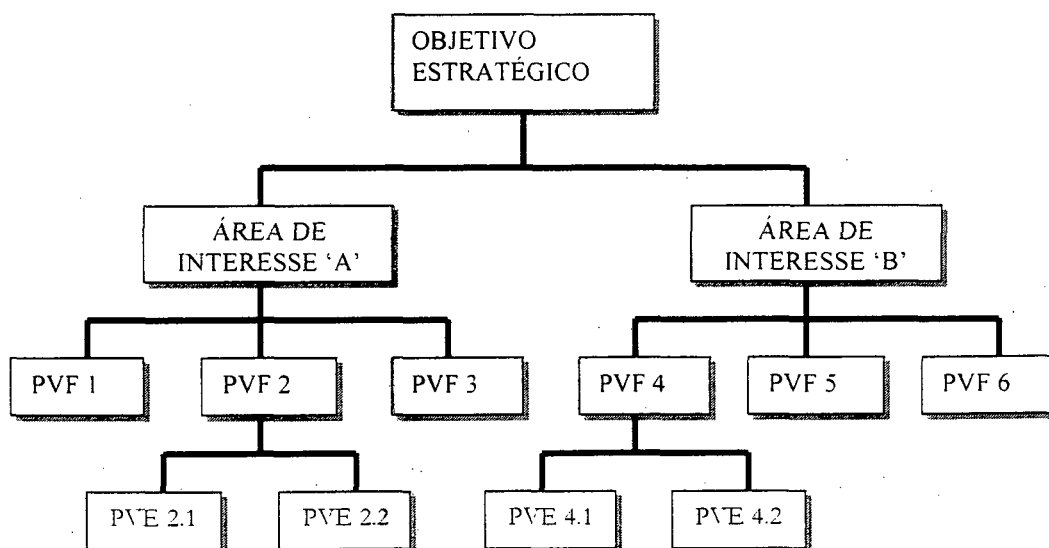 OBJETIVO
ESTRATÉGICO
ÁREA DE
INTERESSE ‘A’
ÁREA DE
INTERESSE ‘B’
PVF 1
PVF 2
PVF 3
PVF 4
PVF 5
PVF 6
PVE 2.1
PVE 2.2
PVE 4.1
PVE 4.2